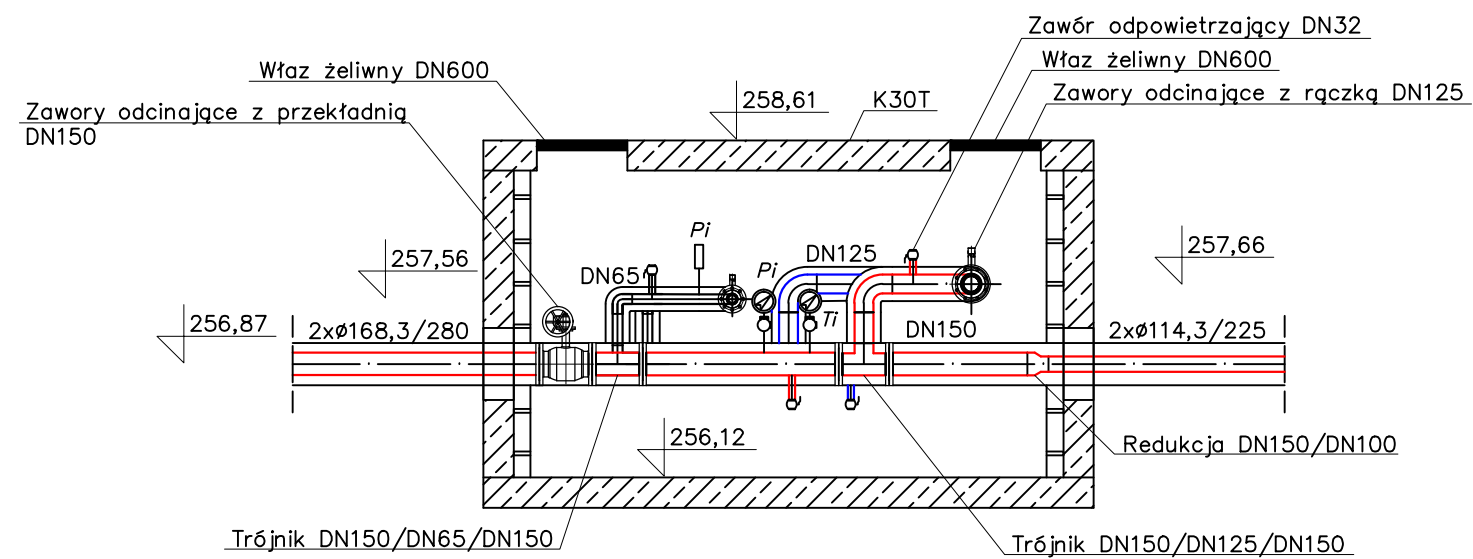 Zawór odpowietrzający DN32
Właz żeliwny DN600
Właz żeliwny DN600
Zawory odcinające z rączką DN125
258,61
K30T
Zawory odcinające z przekładnią
DN150
Pi
DN125
257,56
257,66
DN65
Pi
Ti
256,87
2xø168,3/280
DN150
2xø114,3/225
256,12
Redukcja DN150/DN100
Trójnik DN150/DN65/DN150
Trójnik DN150/DN125/DN150